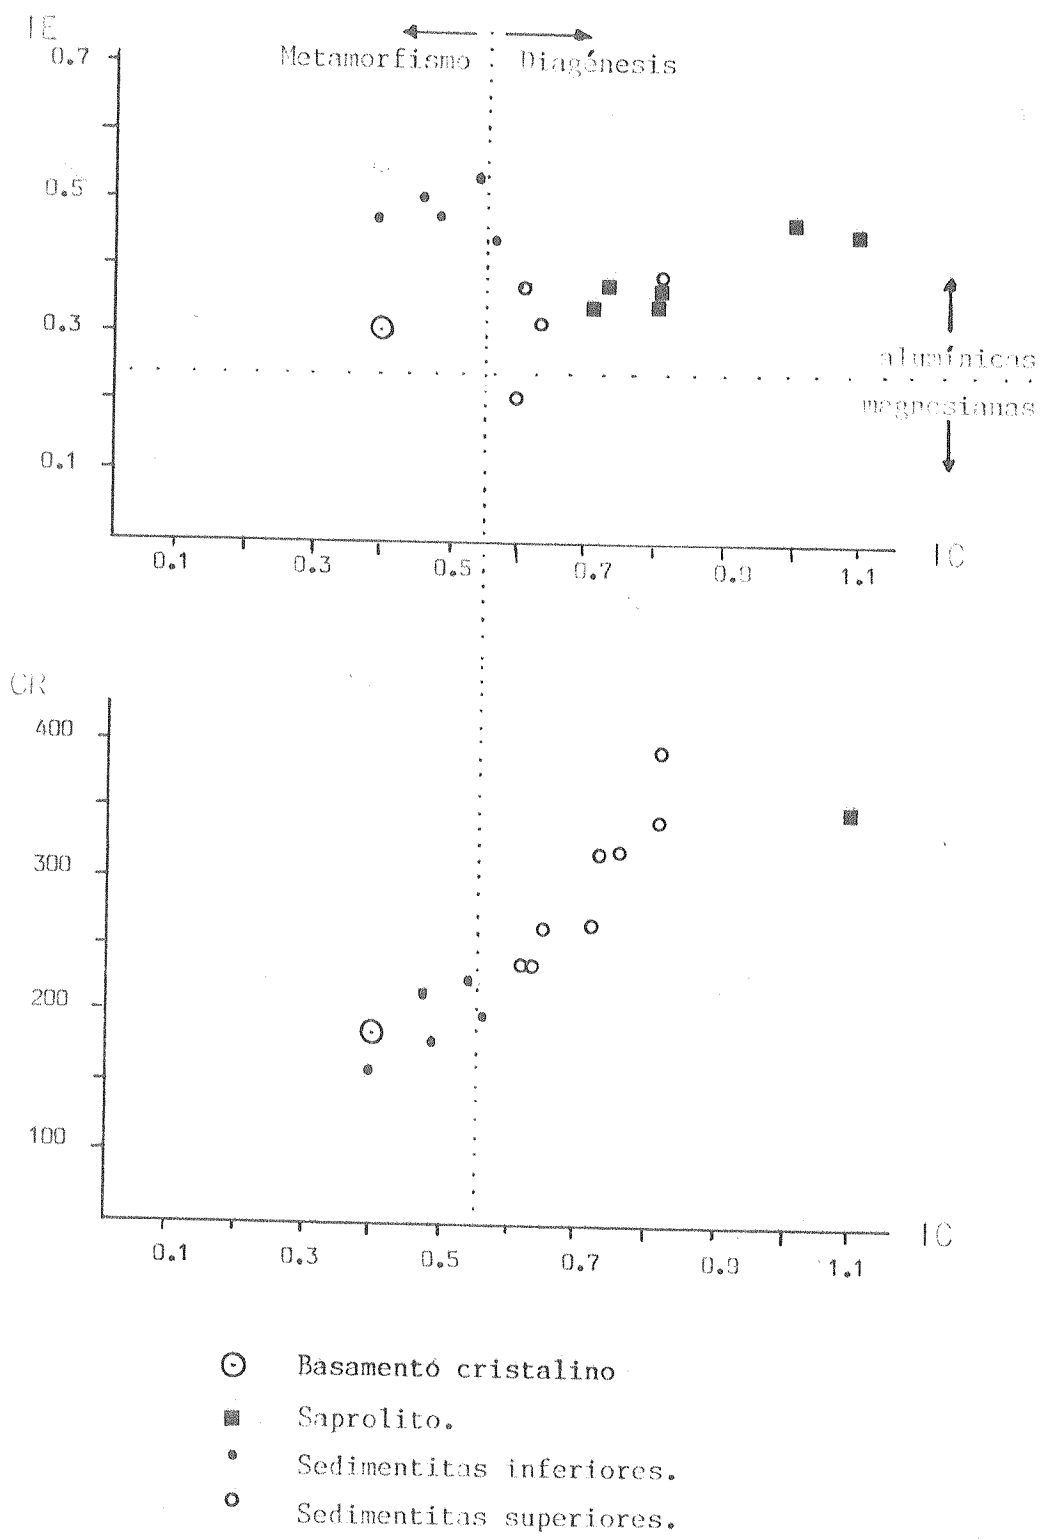 IE
0.7
Metamorfismo Diagénesis
0.5
0.3
alumínicas
magnesianas
0.1
0.1 0.3 0.5 0.7 0.9 1.1 IC
CR
400
300
200
100
0.1 0.3 0.5 0.7 0.9 1.1 IC
Basamentó cristalino
Saprolito.
Sedimentitas inferiores.
Sedimentitas superiores.